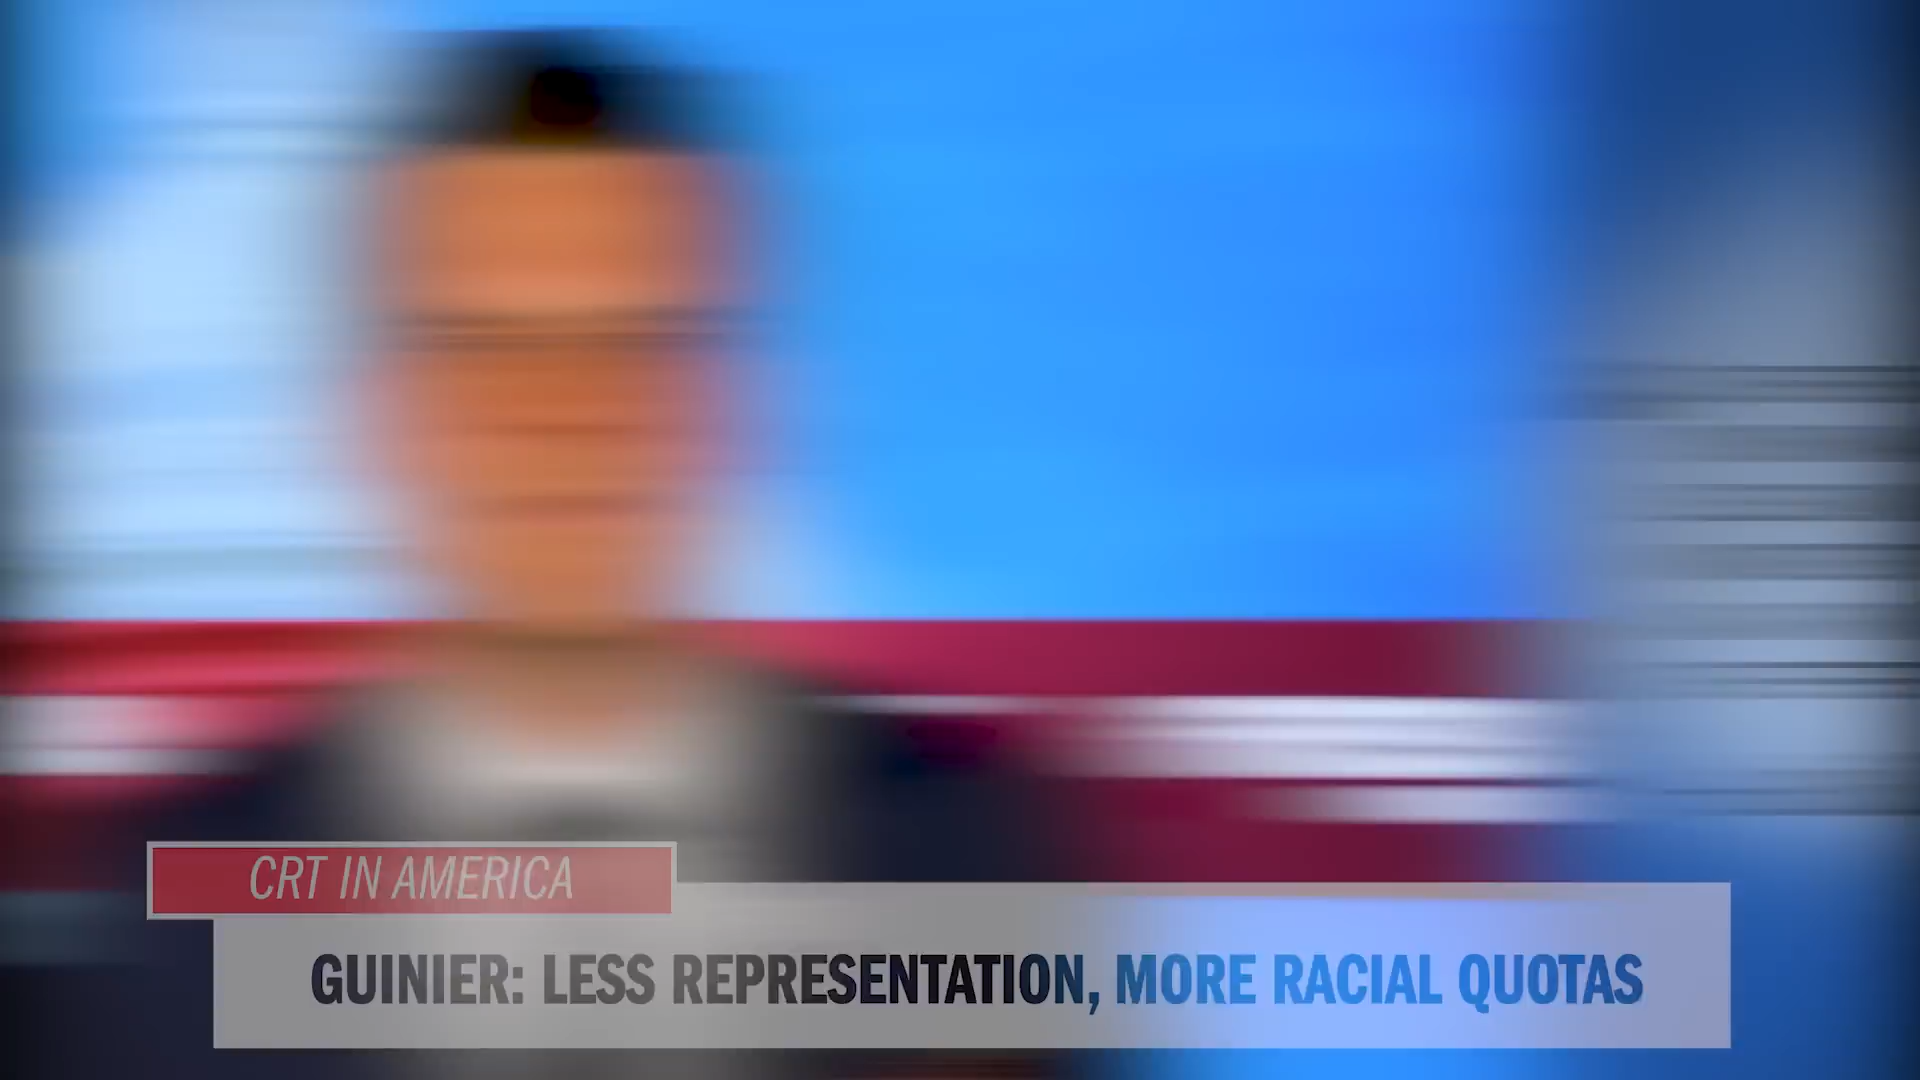 CRT IN AMERICA
GUINIER: LESS REPRESENTATION, MORE RACIAL QUOTAS